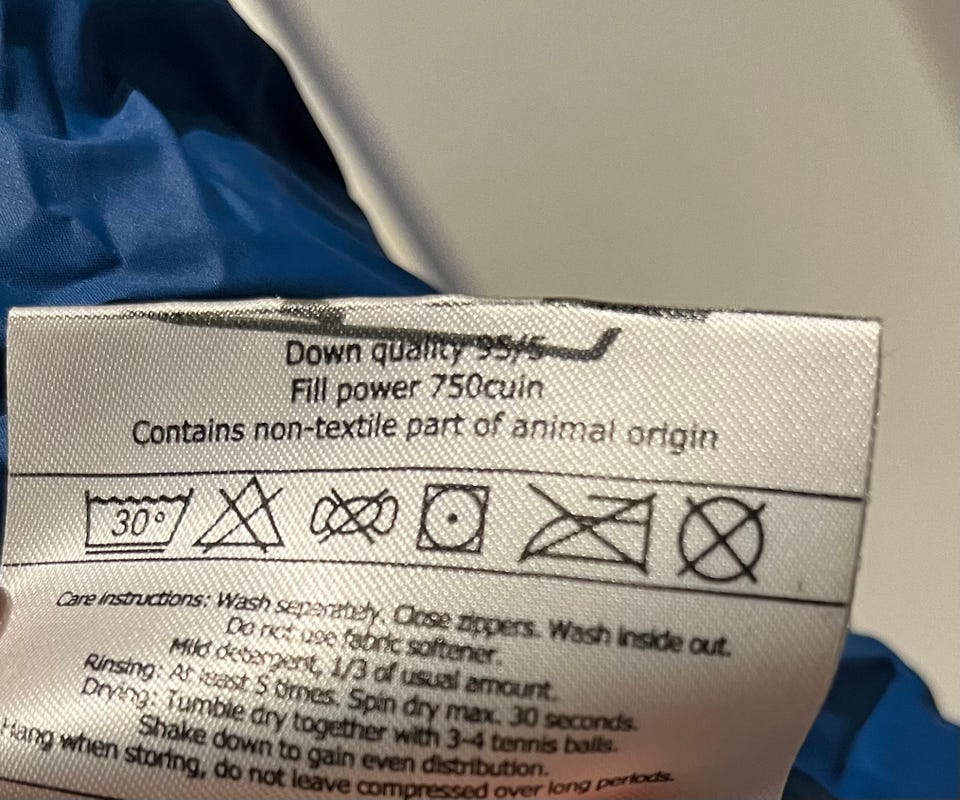 Down quality 95/5
Fill power 750cuin
Contains non-textile part of animal origin
30°
Care instructions: Wash separately. Close zippers. Wash inside out.
Do not use fabric softener.
Mild detergent, 1/3 of usual amount.
Rinsing: At least 5 times. Spin dry max. 30 seconds.
Drying: Tumble dry together with 3-4 tennis balls.
Shake down to gain even distribution.
Hang when storing, do not leave compressed over long periods.